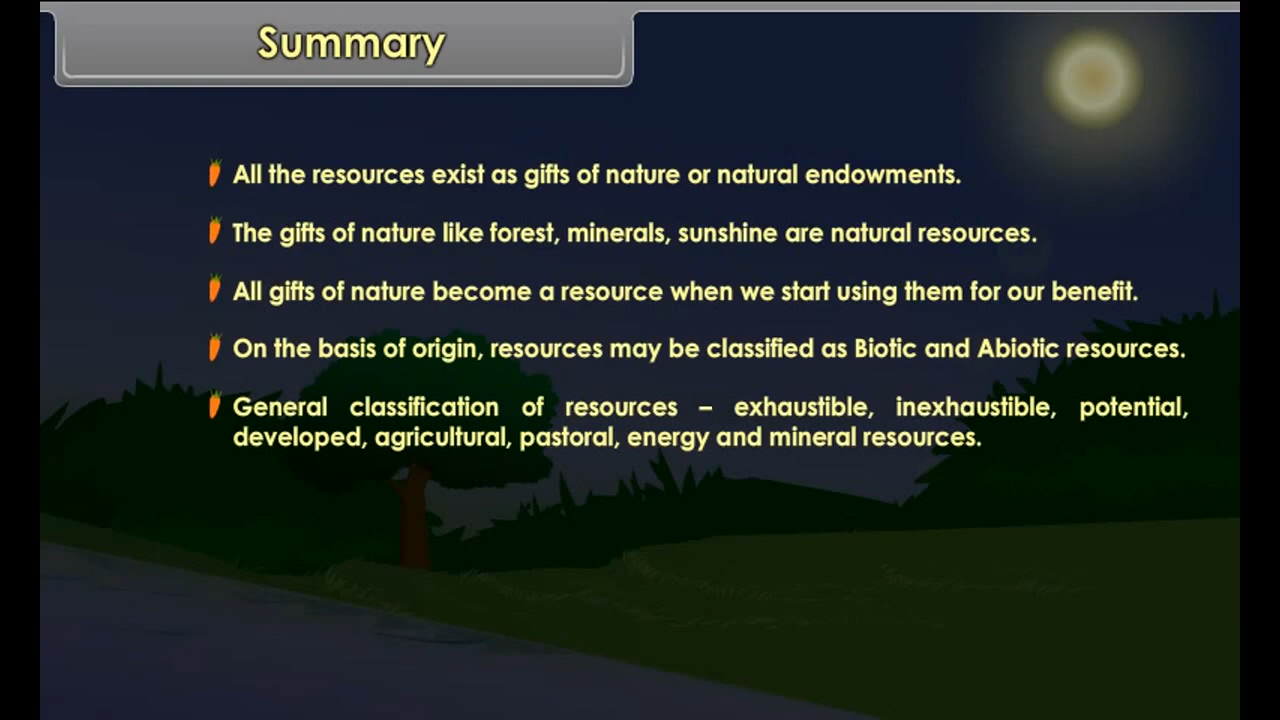 Summary
All the resources exist as gifts of nature or natural endowments.
The gifts of nature like forest, minerals, sunshine are natural resources.
All gifts of nature become a resource when we start using them for our benefit.
On the basis of origin, resources may be classified as Biotic and Abiotic resources.
General classification of resources – exhaustible, inexhaustible, potential,
developed, agricultural, pastoral, energy and mineral resources.